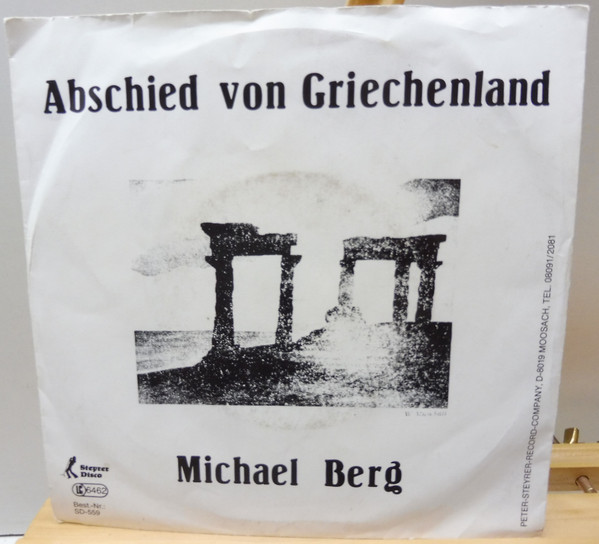 Abschied von Griechenland
Michael Berg
Steyrer
Disco
LC 6462
Best.-Nr.
SD-559
PETER-STEYRER-RECORD-COMPANY, D-8019 MOOSACH, TEL. 08091/2081